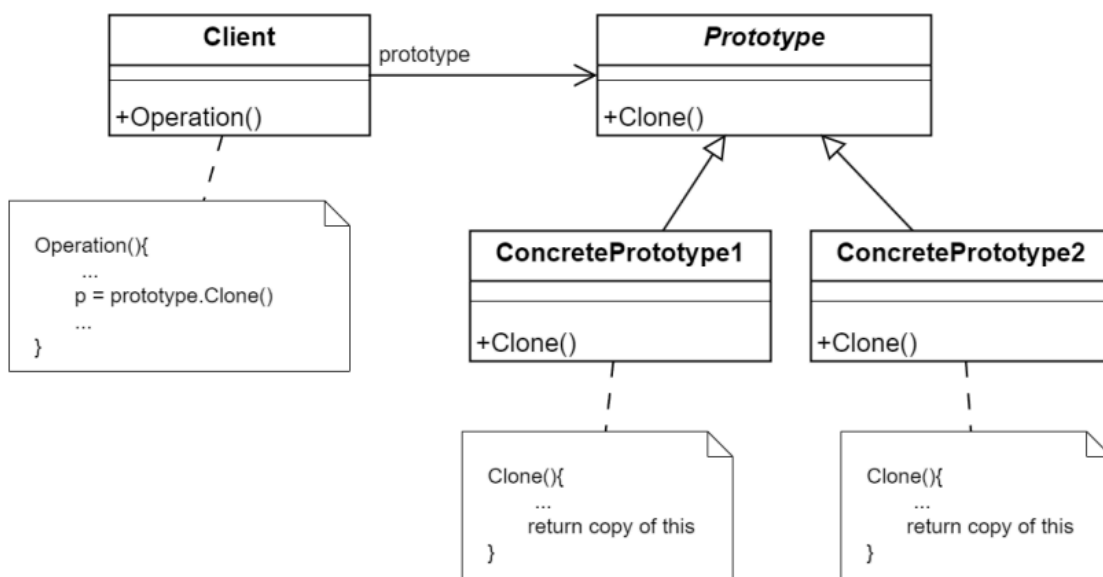 Client
prototype
Prototype
+Operation()
+Clone()
Operation(){
...
p = prototype.Clone()
...
}
ConcretePrototype1
ConcretePrototype2
+Clone()
+Clone()
Clone(){
...
return copy of this
}
Clone(){
...
return copy of this
}